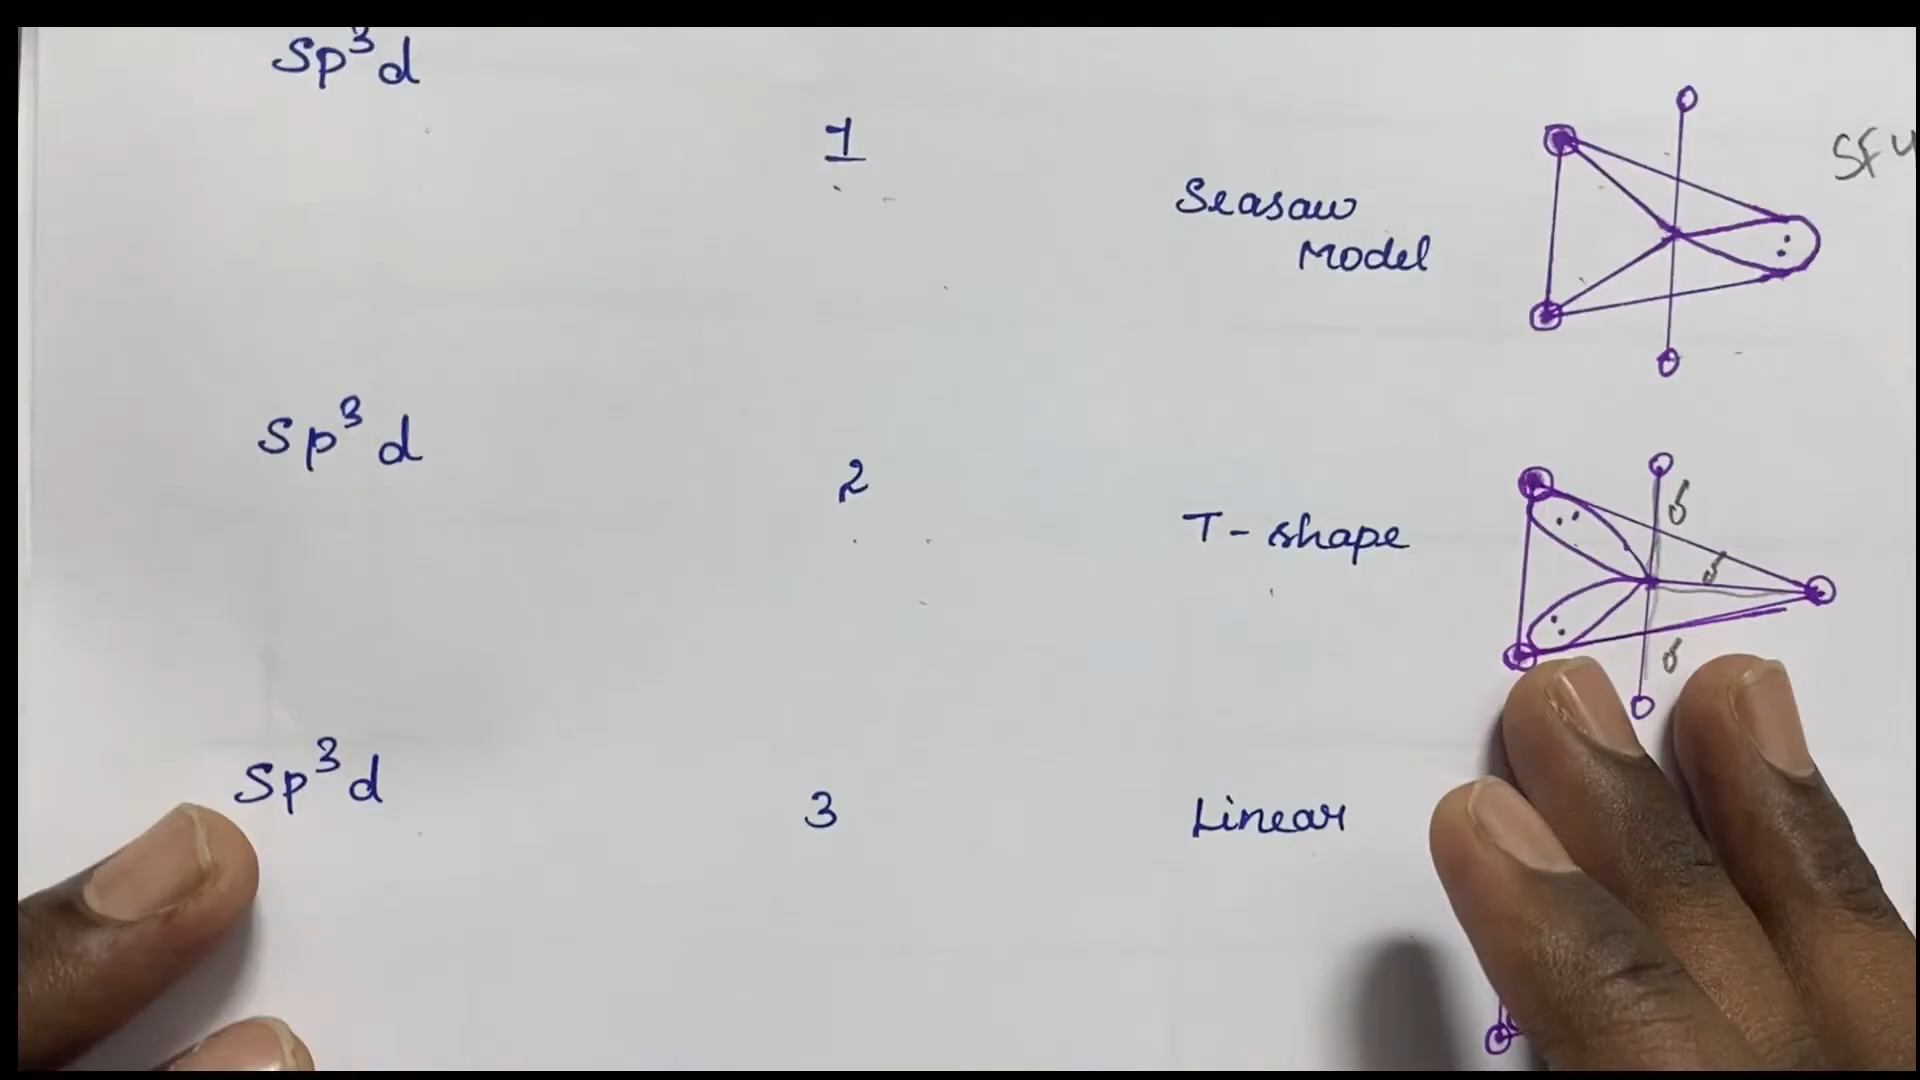 Sp³d
1
SF4
Seasaw
Model
Sp³d
2
T-shape
Sp³d
3
Linear